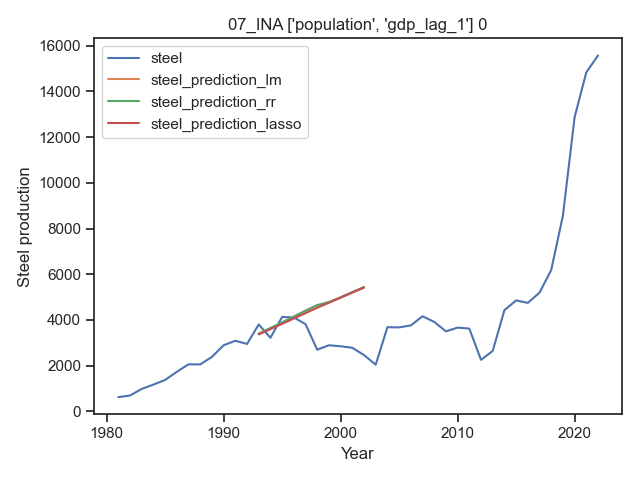 07_INA ['population', 'gdp_lag_1'] 0
steel
steel_prediction_lm
steel_prediction_rr
steel_prediction_lasso
Steel production
16000
14000
12000
10000
8000
6000
4000
2000
0
1980
1990
2000
2010
2020
Year